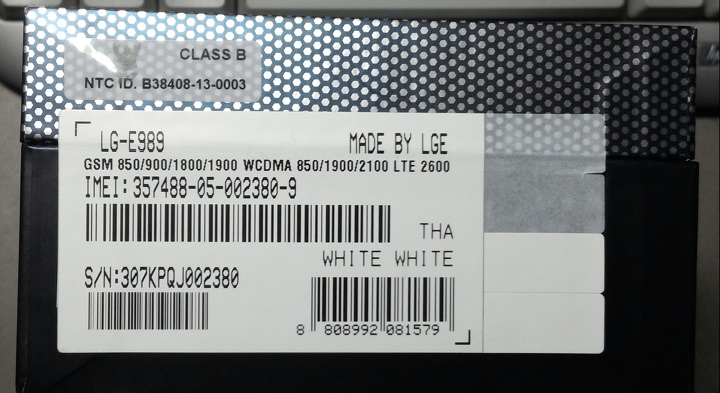 CLASS B
NTC ID. B38408-13-0003
LG-E989 MADE BY LGE
GSM 850/900/1800/1900 WCDMA 850/1900/2100 LTE 2600
IMEI:357488-05-002380-9
THA
WHITE WHITE
S/N:307KPQJ002380
8 808992 081579